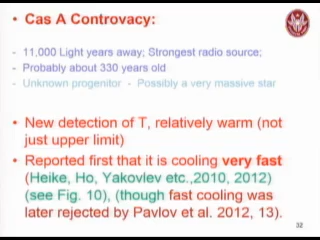 • Cas A Controvacy:
- 11,000 Light years away; Strongest radio source;
- Probably about 330 years old
- Unknown progenitor - Possibly a very massive star
• New detection of T, relatively warm (not
just upper limit)
• Reported first that it is cooling very fast
(Heike, Ho, Yakovlev etc.,2010, 2012)
(see Fig. 10), (though fast cooling was
later rejected by Pavlov et al. 2012, 13).
32